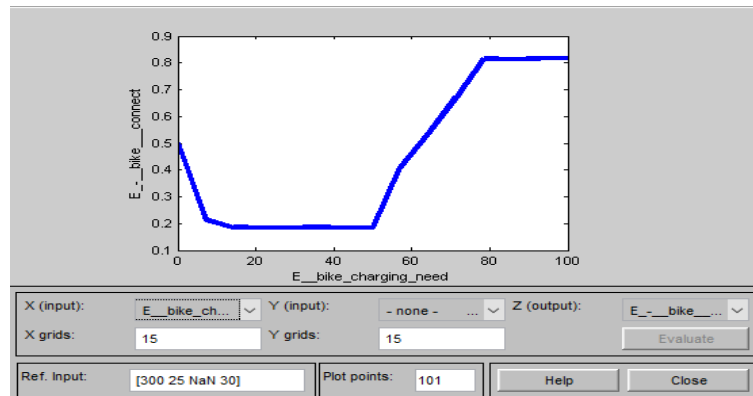 0.9
0.8
0.7
0.6
0.5
0.4
0.3
0.2
0.1
E_-__bike__connect
0 20 40 60 80 100
E__bike_charging_need
X (input): E__bike_ch... Y (input): - none - ... Z (output): E_-__bike__...
X grids: 15 Y grids: 15 Evaluate
Ref. Input: [300 25 NaN 30] Plot points: 101 Help Close